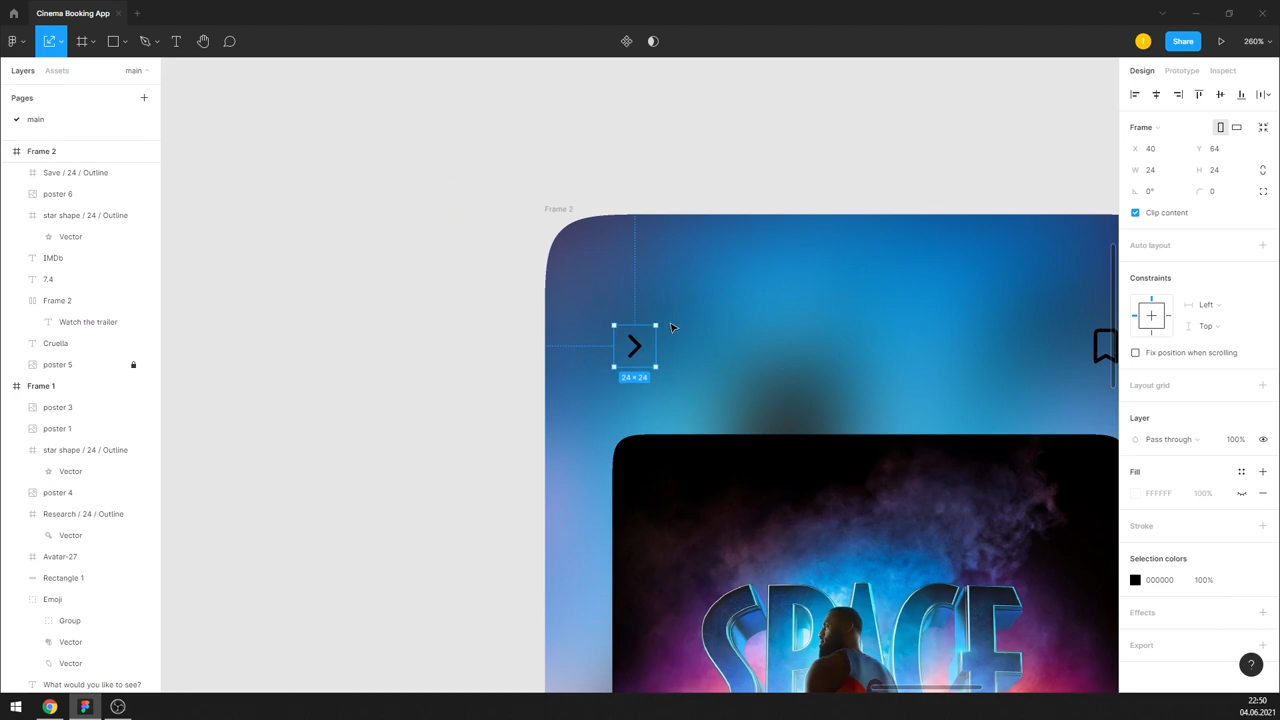 Cinema Booking App
Share
260%
Layers
Assets
main
Pages
main
Frame 2
Save / 24 / Outline
poster 6
star shape / 24 / Outline
Vector
IMDb
7.4
Frame 2
Watch the trailer
Cruella
poster 5
Frame 1
poster 3
poster 1
star shape / 24 / Outline
Vector
poster 4
Research / 24 / Outline
Vector
Avatar-27
Rectangle 1
Emoji
Group
Vector
Vector
What would you like to see?
Frame 2
24 × 24
SPACE
Design
Prototype
Inspect
Frame
X 40
Y 64
W 24
H 24
0°
0
Clip content
Auto layout
Constraints
Left
Top
Fix position when scrolling
Layout grid
Layer
Pass through
100%
Fill
FFFFFF
100%
Stroke
Selection colors
000000
100%
Effects
Export
?
22:50
04.06.2021